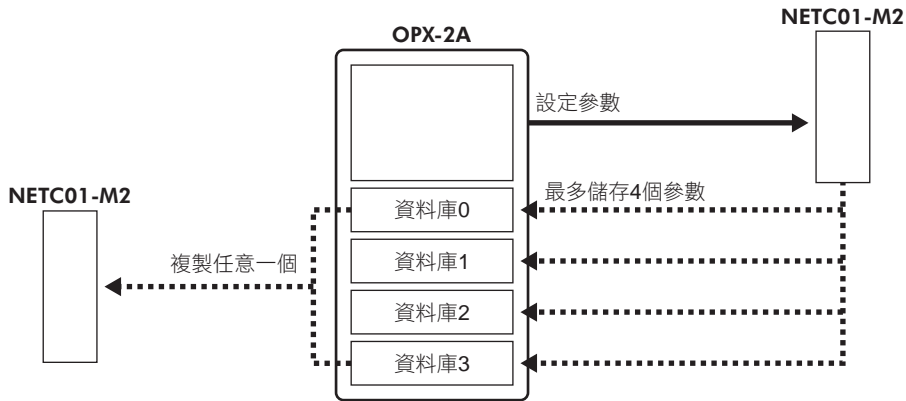 NETC01-M2
OPX-2A
設定參數
NETC01-M2
最多儲存4個參數
資料庫0
複製任意一個
資料庫1
資料庫2
資料庫3